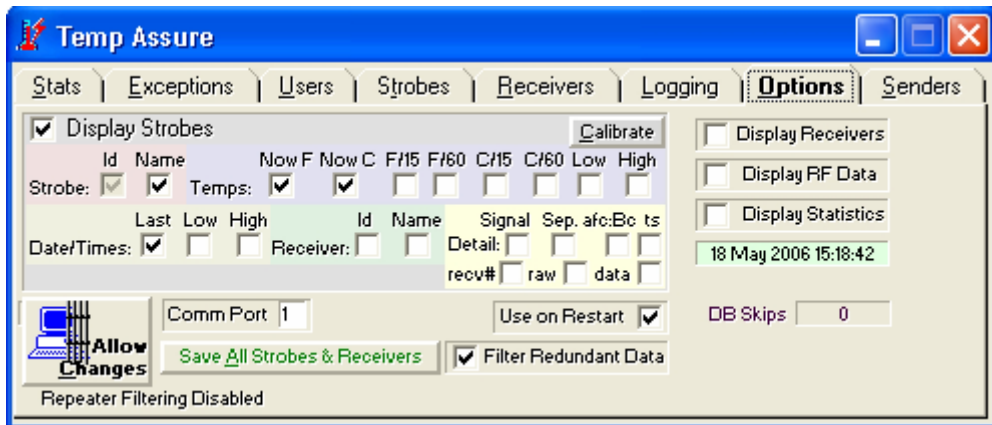 Temp Assure
Stats Exceptions Users Strobes Receivers Logging Options Senders
Display Strobes Calibrate
Id Name Now F Now C F/15 F/60 C/15 C/60 Low High
Strobe: Temps:
Last Low High Id Name Signal Sep. afc:Bc ts
Date/Times: Receiver: Detail:
recv# raw data
Display Receivers
Display RF Data
Display Statistics
18 May 2006 15:18:42
Comm Port 1 Use on Restart DB Skips 0
Allow Changes
Save All Strobes & Receivers Filter Redundant Data
Repeater Filtering Disabled